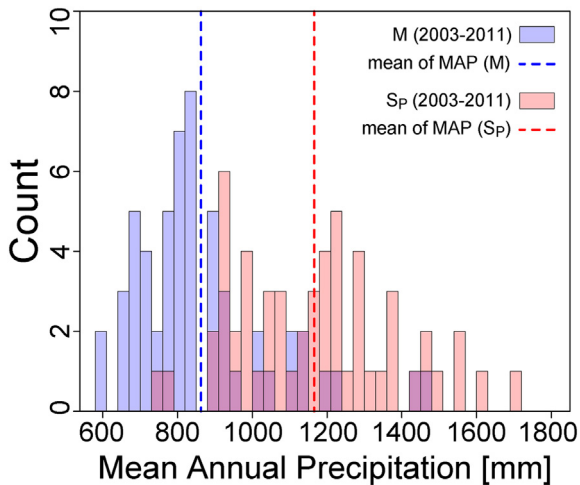 10
8
6
4
2
0
Count
M (2003-2011)
mean of MAP (M)
SP (2003-2011)
mean of MAP (SP)
600 800 1000 1200 1400 1600 1800
Mean Annual Precipitation [mm]